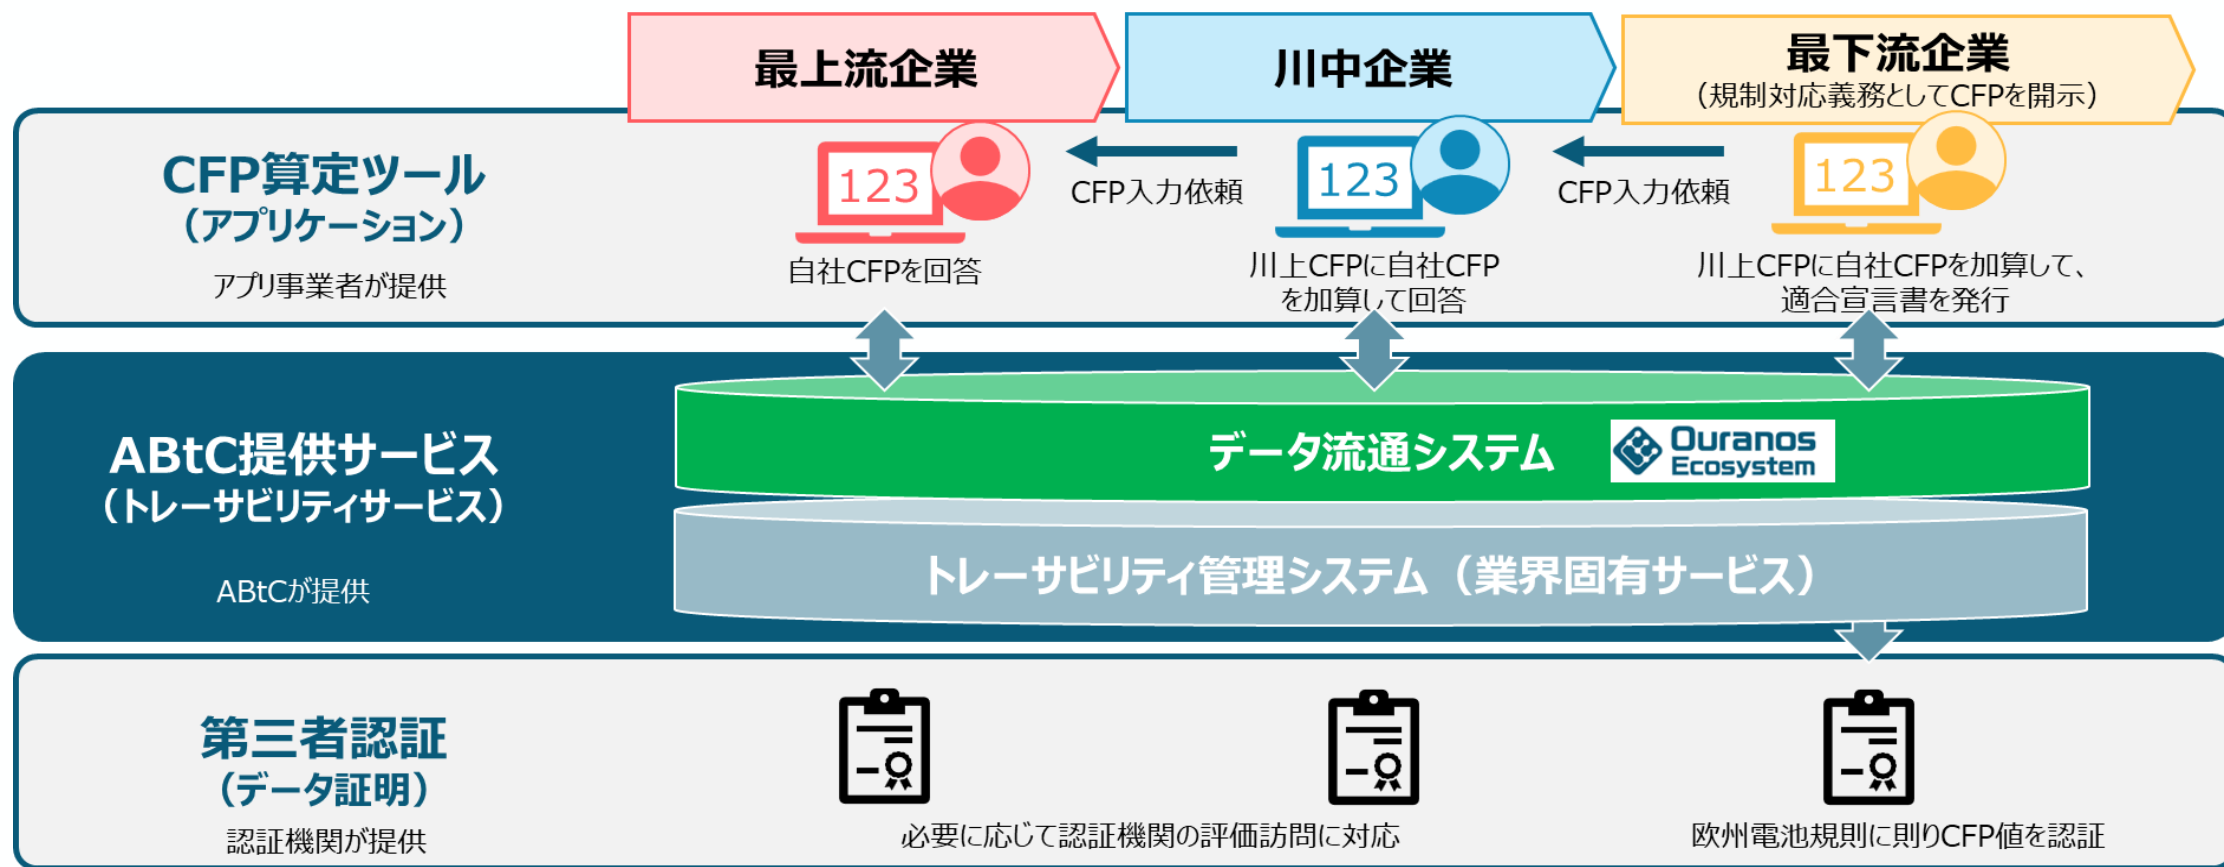 最上流企業
川中企業
最下流企業
（規制対応義務としてCFPを開示）
CFP算定ツール
（アプリケーション）
アプリ事業者が提供
123
自社CFPを回答
CFP入力依頼
123
川上CFPに自社CFP
を加算して回答
CFP入力依頼
123
川上CFPに自社CFPを加算して、
適合宣言書を発行
ABtC提供サービス
（トレーサビリティサービス）
ABtCが提供
データ流通システム
Ouranos
Ecosystem
トレーサビリティ管理システム（業界固有サービス）
第三者認証
（データ証明）
認証機関が提供
必要に応じて認証機関の評価訪問に対応
欧州電池規則に則りCFP値を認証